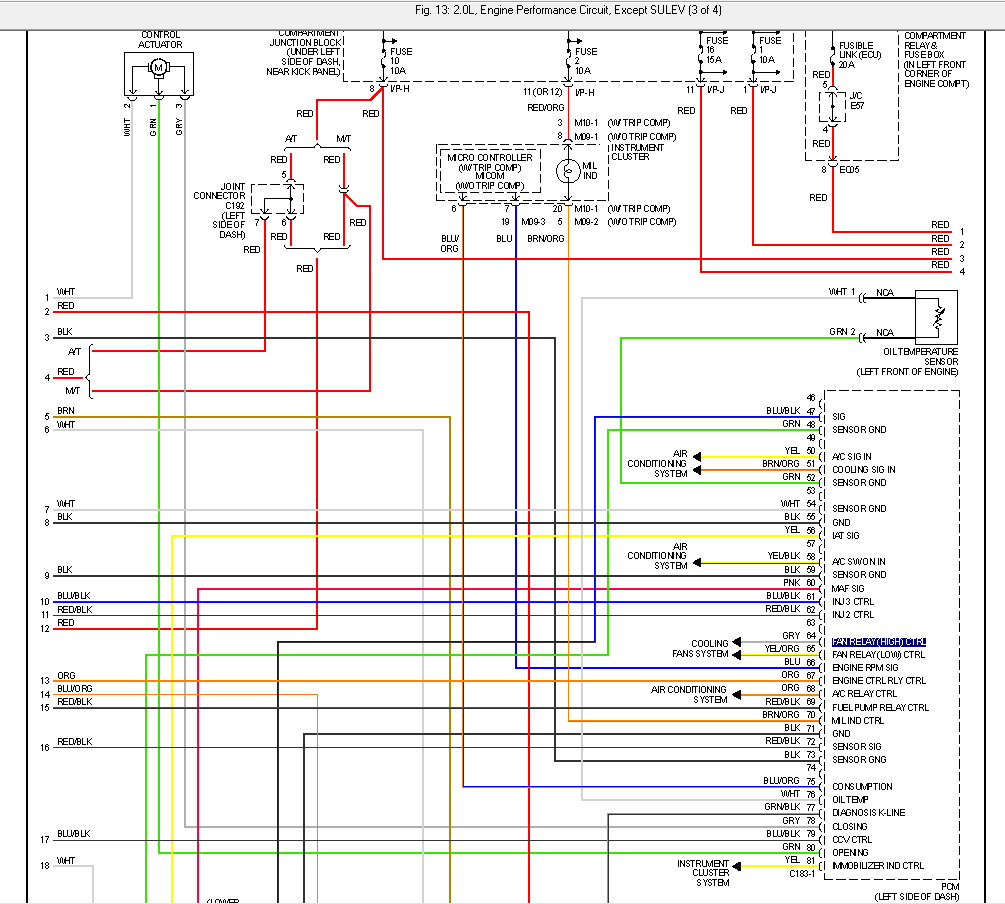 Fig. 13: 2.0L, Engine Performance Circuit, Except SULEV (3 of 4)
CONTROL
ACTUATOR
M
2
1
3
WHT
GRN
GRY
COMPARTMENT
JUNCTION BLOCK
(UNDER LEFT
SIDE OF DASH,
NEAR KICK PANEL)
FUSE
10
10A
FUSE
2
10A
FUSE
16
15A
FUSE
1
10A
FUSIBLE
LINK (ECU)
20A
COMPARTMENT
RELAY &
FUSE BOX
(IN LEFT FRONT
CORNER OF
ENGINE COMPT)
8 I/P-H
11 (OR 12) I/P-H
11 I/P-J
1 I/P-J
RED
5
J/C
E57
4
RED
8 EC05
RED
RED
RED
RED/ORG
RED
RED
3 M10-1 (W/ TRIP COMP)
8 M09-1 (W/O TRIP COMP)
INSTRUMENT
CLUSTER
MICRO CONTROLLER
(W/ TRIP COMP)
MICOM
(W/O TRIP COMP)
MIL
IND
6
7
20 M10-1 (W/ TRIP COMP)
19 M09-3
5 M09-2 (W/O TRIP COMP)
BLU/
ORG
BLU
BRN/ORG
A/T
M/T
RED
RED
5
JOINT
CONNECTOR
C192
(LEFT
SIDE OF
DASH)
7
6
RED
RED
RED
RED
RED
RED 1
RED 2
RED 3
RED 4
WHT 1 NCA
GRN 2 NCA
OIL TEMPERATURE
SENSOR
(LEFT FRONT OF ENGINE)
1 WHT
2 RED
3 BLK
A/T
4 RED
M/T
5 BRN
6 WHT
7 WHT
8 BLK
9 BLK
10 BLU/BLK
11 RED/BLK
12 RED
13 ORG
14 BLU/ORG
15 RED/BLK
16 RED/BLK
17 BLU/BLK
18 WHT
AIR
CONDITIONING
SYSTEM
AIR
CONDITIONING
SYSTEM
COOLING
FANS SYSTEM
AIR CONDITIONING
SYSTEM
INSTRUMENT
CLUSTER
SYSTEM
46
BLU/BLK 47 SIG
GRN 48 SENSOR GND
49
YEL 50 A/C SIG IN
BRN/ORG 51 COOLING SIG IN
GRN 52 SENSOR GND
53
WHT 54 SENSOR GND
BLK 55 GND
YEL 56 IAT SIG
57
YEL/BLK 58 A/C SW ON IN
BLK 59 SENSOR GND
PNK 60 MAF SIG
BLU/BLK 61 INJ 3 CTRL
RED/BLK 62 INJ 2 CTRL
63
GRY 64 FAN RELAY (HIGH) CTRL
YEL/ORG 65 FAN RELAY (LOW) CTRL
BLU 66 ENGINE RPM SIG
ORG 67 ENGINE CTRL RLY CTRL
ORG 68 A/C RELAY CTRL
RED/BLK 69 FUEL PUMP RELAY CTRL
BRN/ORG 70 MIL IND CTRL
BLK 71 GND
RED/BLK 72 SENSOR SIG
BLK 73 SENSOR GNG
74
BLU/ORG 75 CONSUMPTION
WHT 76 OIL TEMP
GRN/BLK 77 DIAGNOSIS K-LINE
GRY 78 CLOSING
BLU/BLK 79 CCV CTRL
GRN 80 OPENING
YEL 81 IMMOBILIZER IND CTRL
C183-1
PCM
(LEFT SIDE OF DASH)
(LOWER